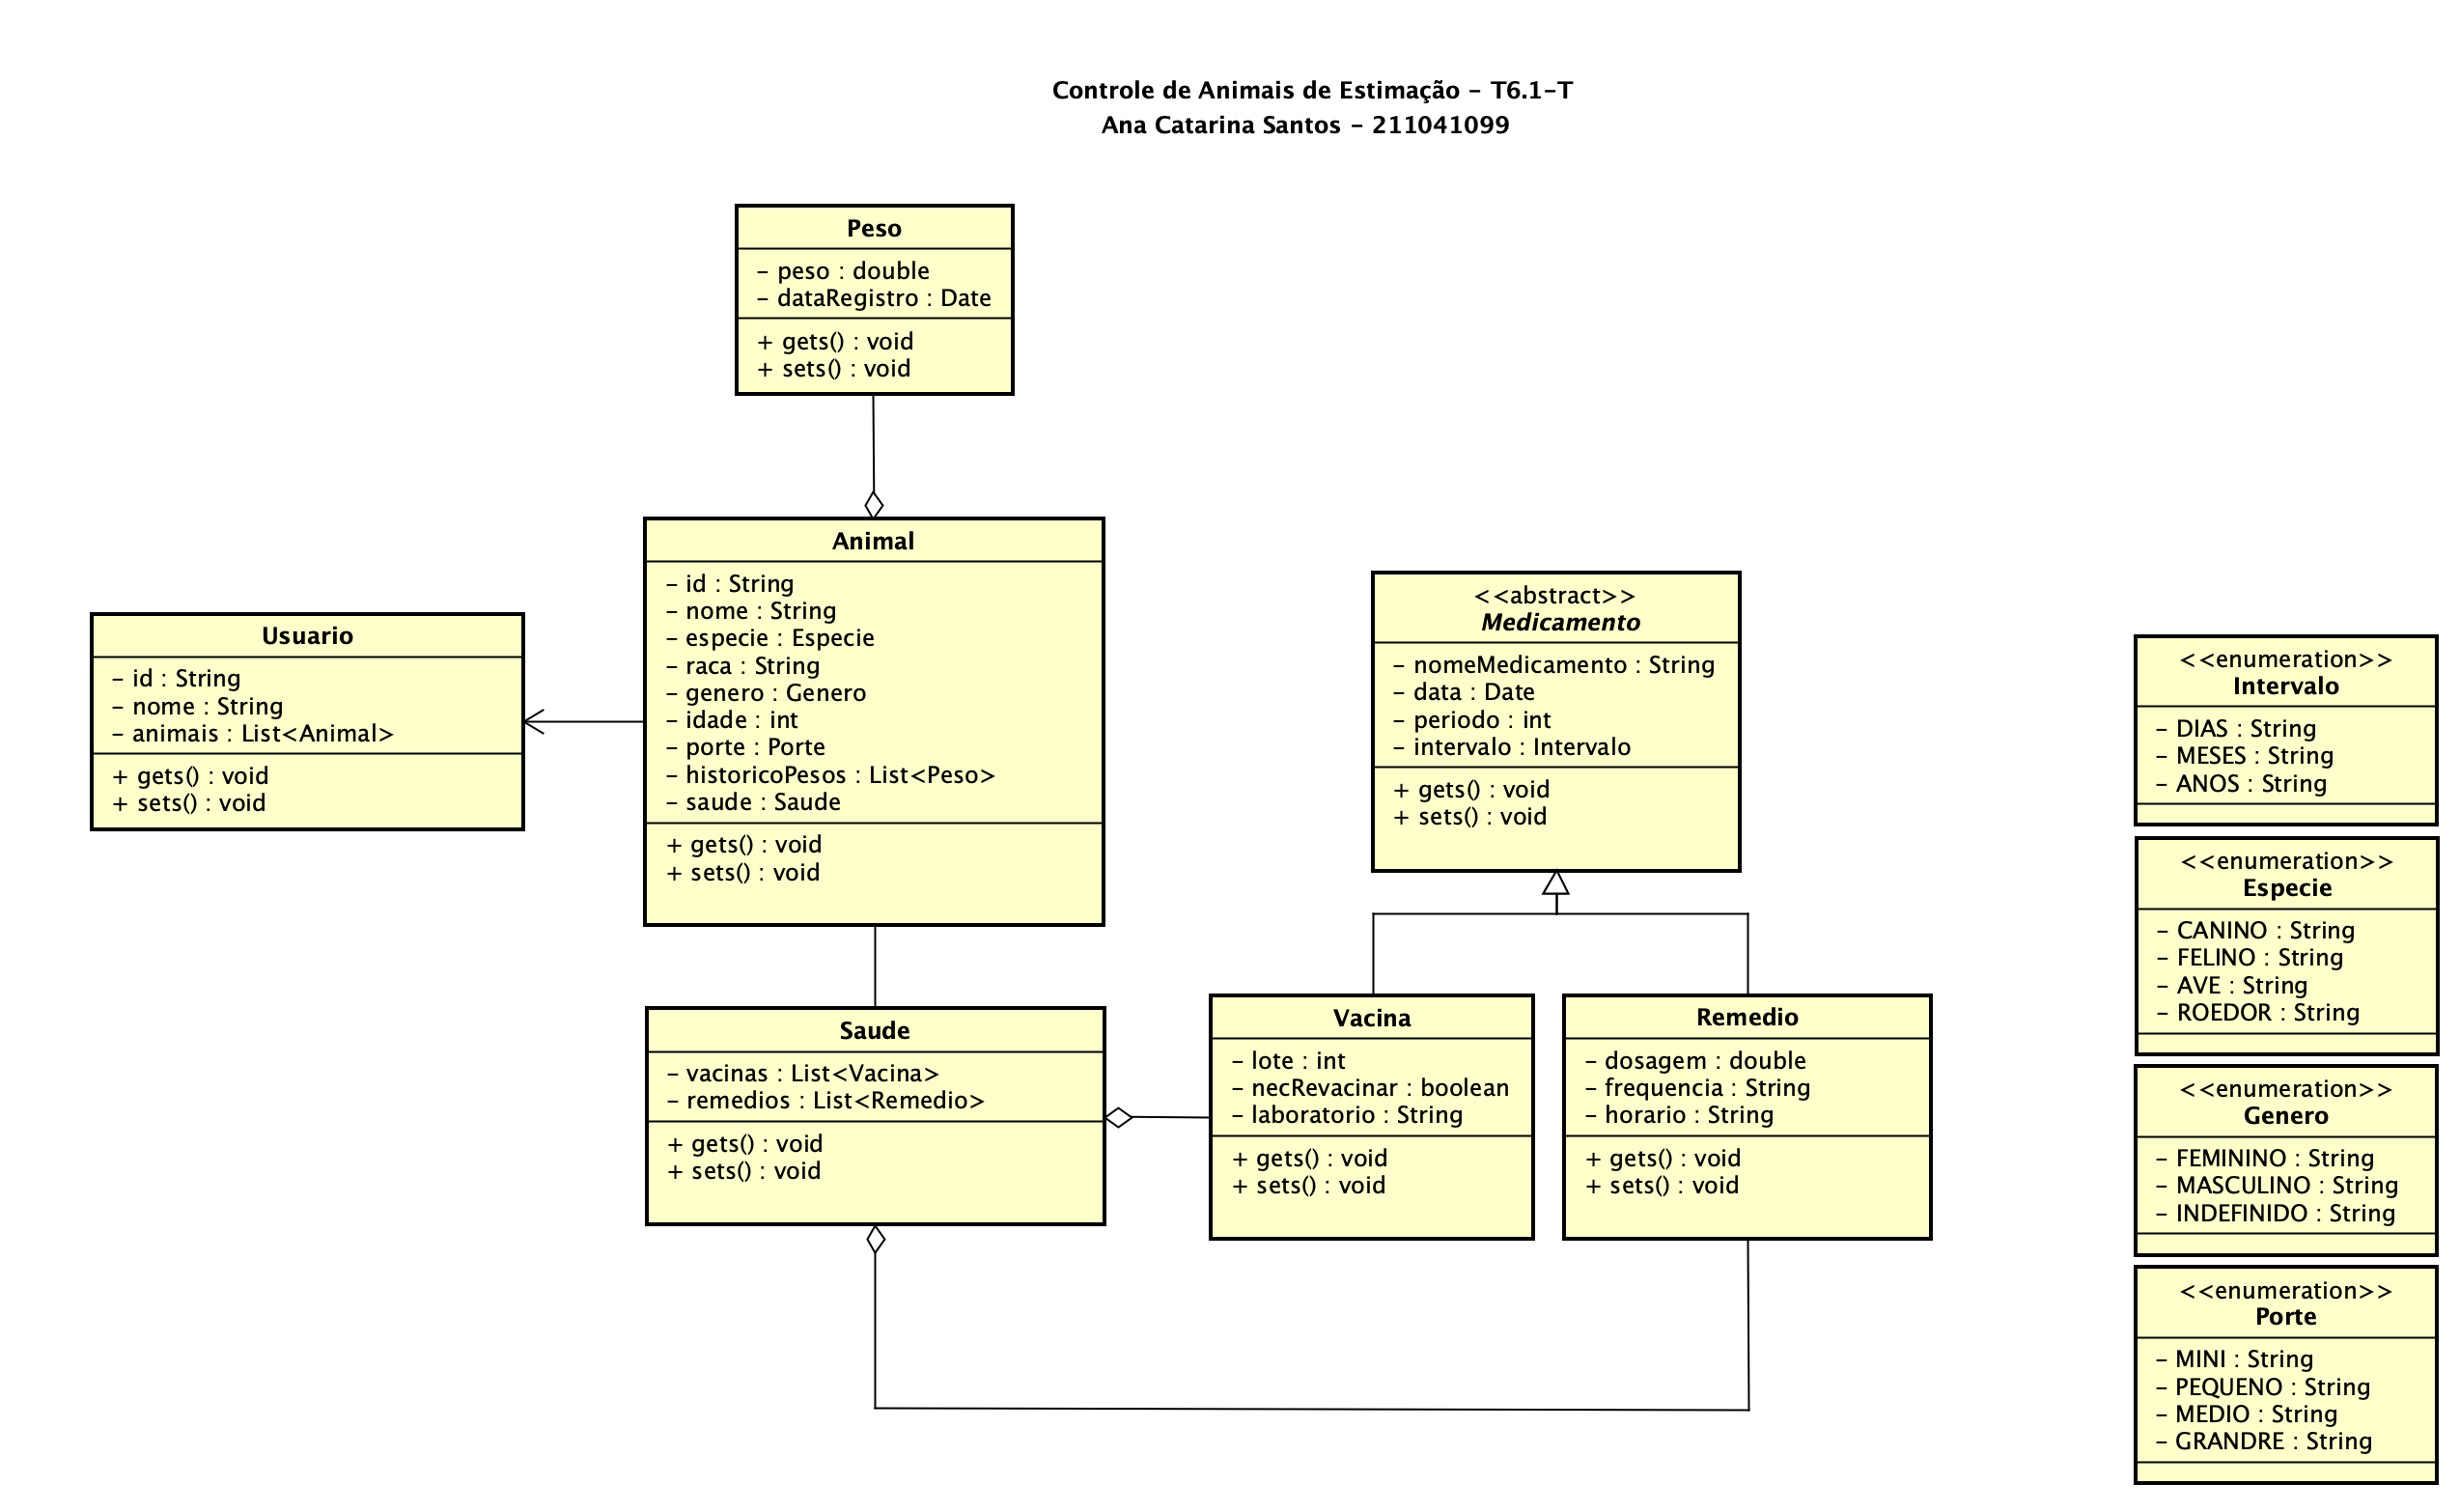 Controle de Animais de Estimação - T6.1-T
Ana Catarina Santos - 211041099
Peso
- peso : double
- dataRegistro : Date
+ gets() : void
+ sets() : void
Animal
- id : String
- nome : String
- especie : Especie
- raca : String
- genero : Genero
- idade : int
- porte : Porte
- historicoPesos : List<Peso>
- saude : Saude
+ gets() : void
+ sets() : void
Usuario
- id : String
- nome : String
- animais : List<Animal>
+ gets() : void
+ sets() : void
<<abstract>>
Medicamento
- nomeMedicamento : String
- data : Date
- periodo : int
- intervalo : Intervalo
+ gets() : void
+ sets() : void
Saude
- vacinas : List<Vacina>
- remedios : List<Remedio>
+ gets() : void
+ sets() : void
Vacina
- lote : int
- necRevacinar : boolean
- laboratorio : String
+ gets() : void
+ sets() : void
Remedio
- dosagem : double
- frequencia : String
- horario : String
+ gets() : void
+ sets() : void
<<enumeration>>
Intervalo
- DIAS : String
- MESES : String
- ANOS : String
<<enumeration>>
Especie
- CANINO : String
- FELINO : String
- AVE : String
- ROEDOR : String
<<enumeration>>
Genero
- FEMININO : String
- MASCULINO : String
- INDEFINIDO : String
<<enumeration>>
Porte
- MINI : String
- PEQUENO : String
- MEDIO : String
- GRANDRE : String